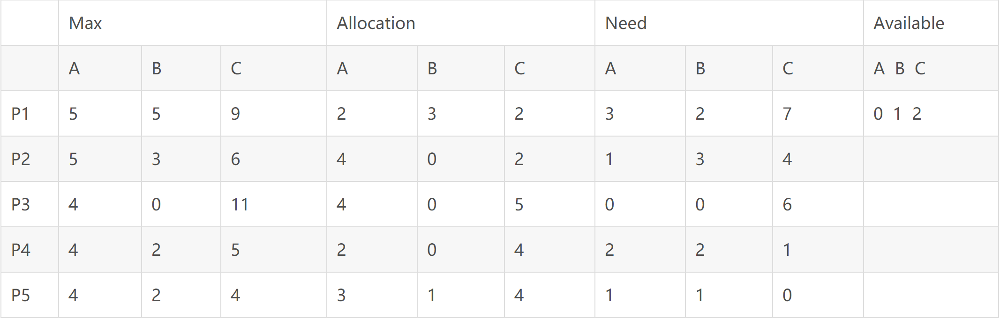 Max Allocation Need Available
A B C A B C A B C A B C
P1 5 5 9 2 3 2 3 2 7 0 1 2
P2 5 3 6 4 0 2 1 3 4
P3 4 0 11 4 0 5 0 0 6
P4 4 2 5 2 0 4 2 2 1
P5 4 2 4 3 1 4 1 1 0